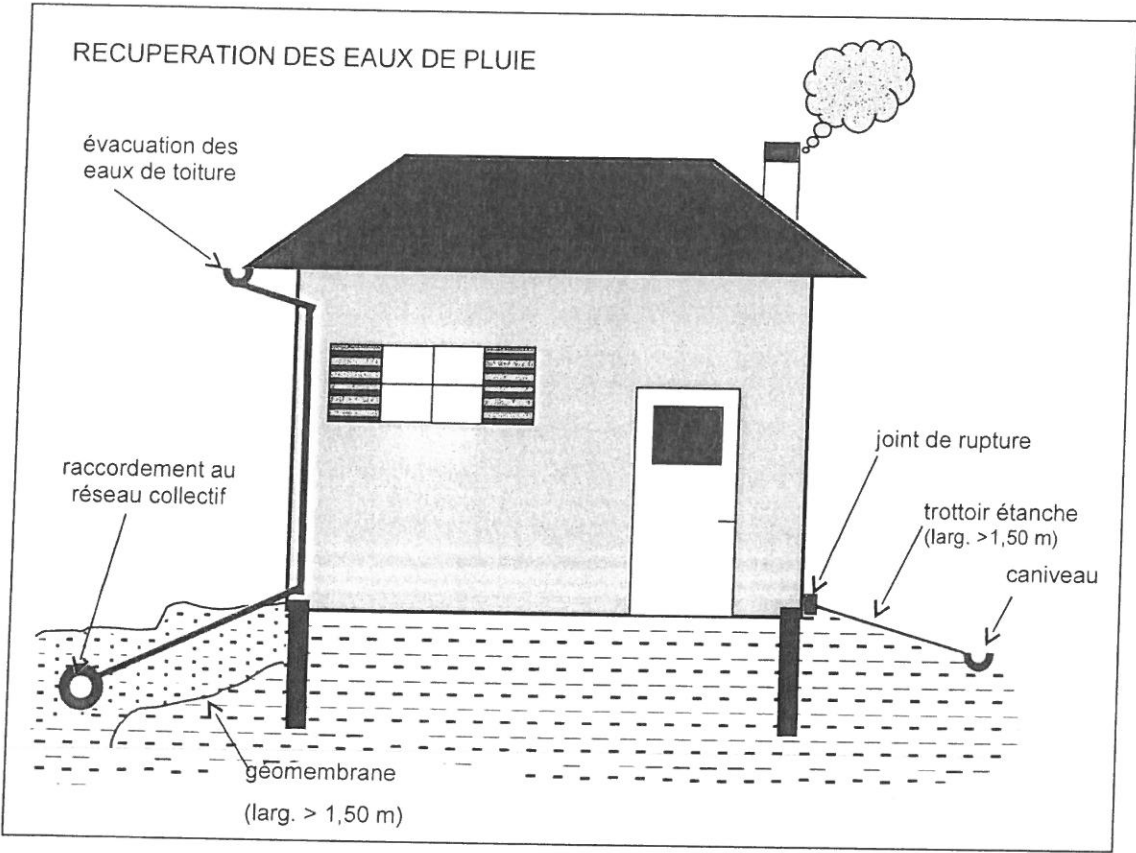 RECUPERATION DES EAUX DE PLUIE
évacuation des
eaux de toiture
raccordement au
réseau collectif
joint de rupture
trottoir étanche
(larg. >1,50 m)
caniveau
géomembrane
(larg. > 1,50 m)